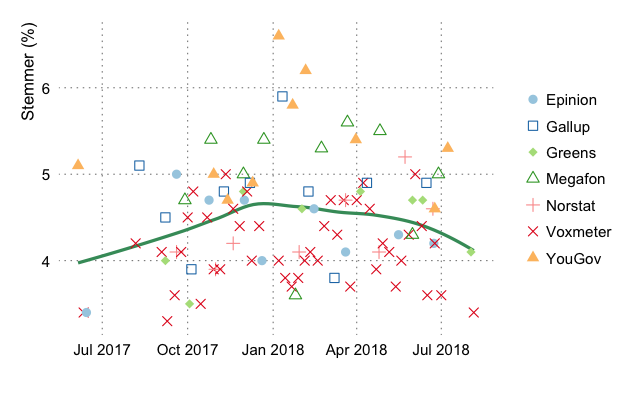 Stemmer (%)
6
5
4
Jul 2017 Oct 2017 Jan 2018 Apr 2018 Jul 2018
Epinion
Gallup
Greens
Megafon
Norstat
Voxmeter
YouGov